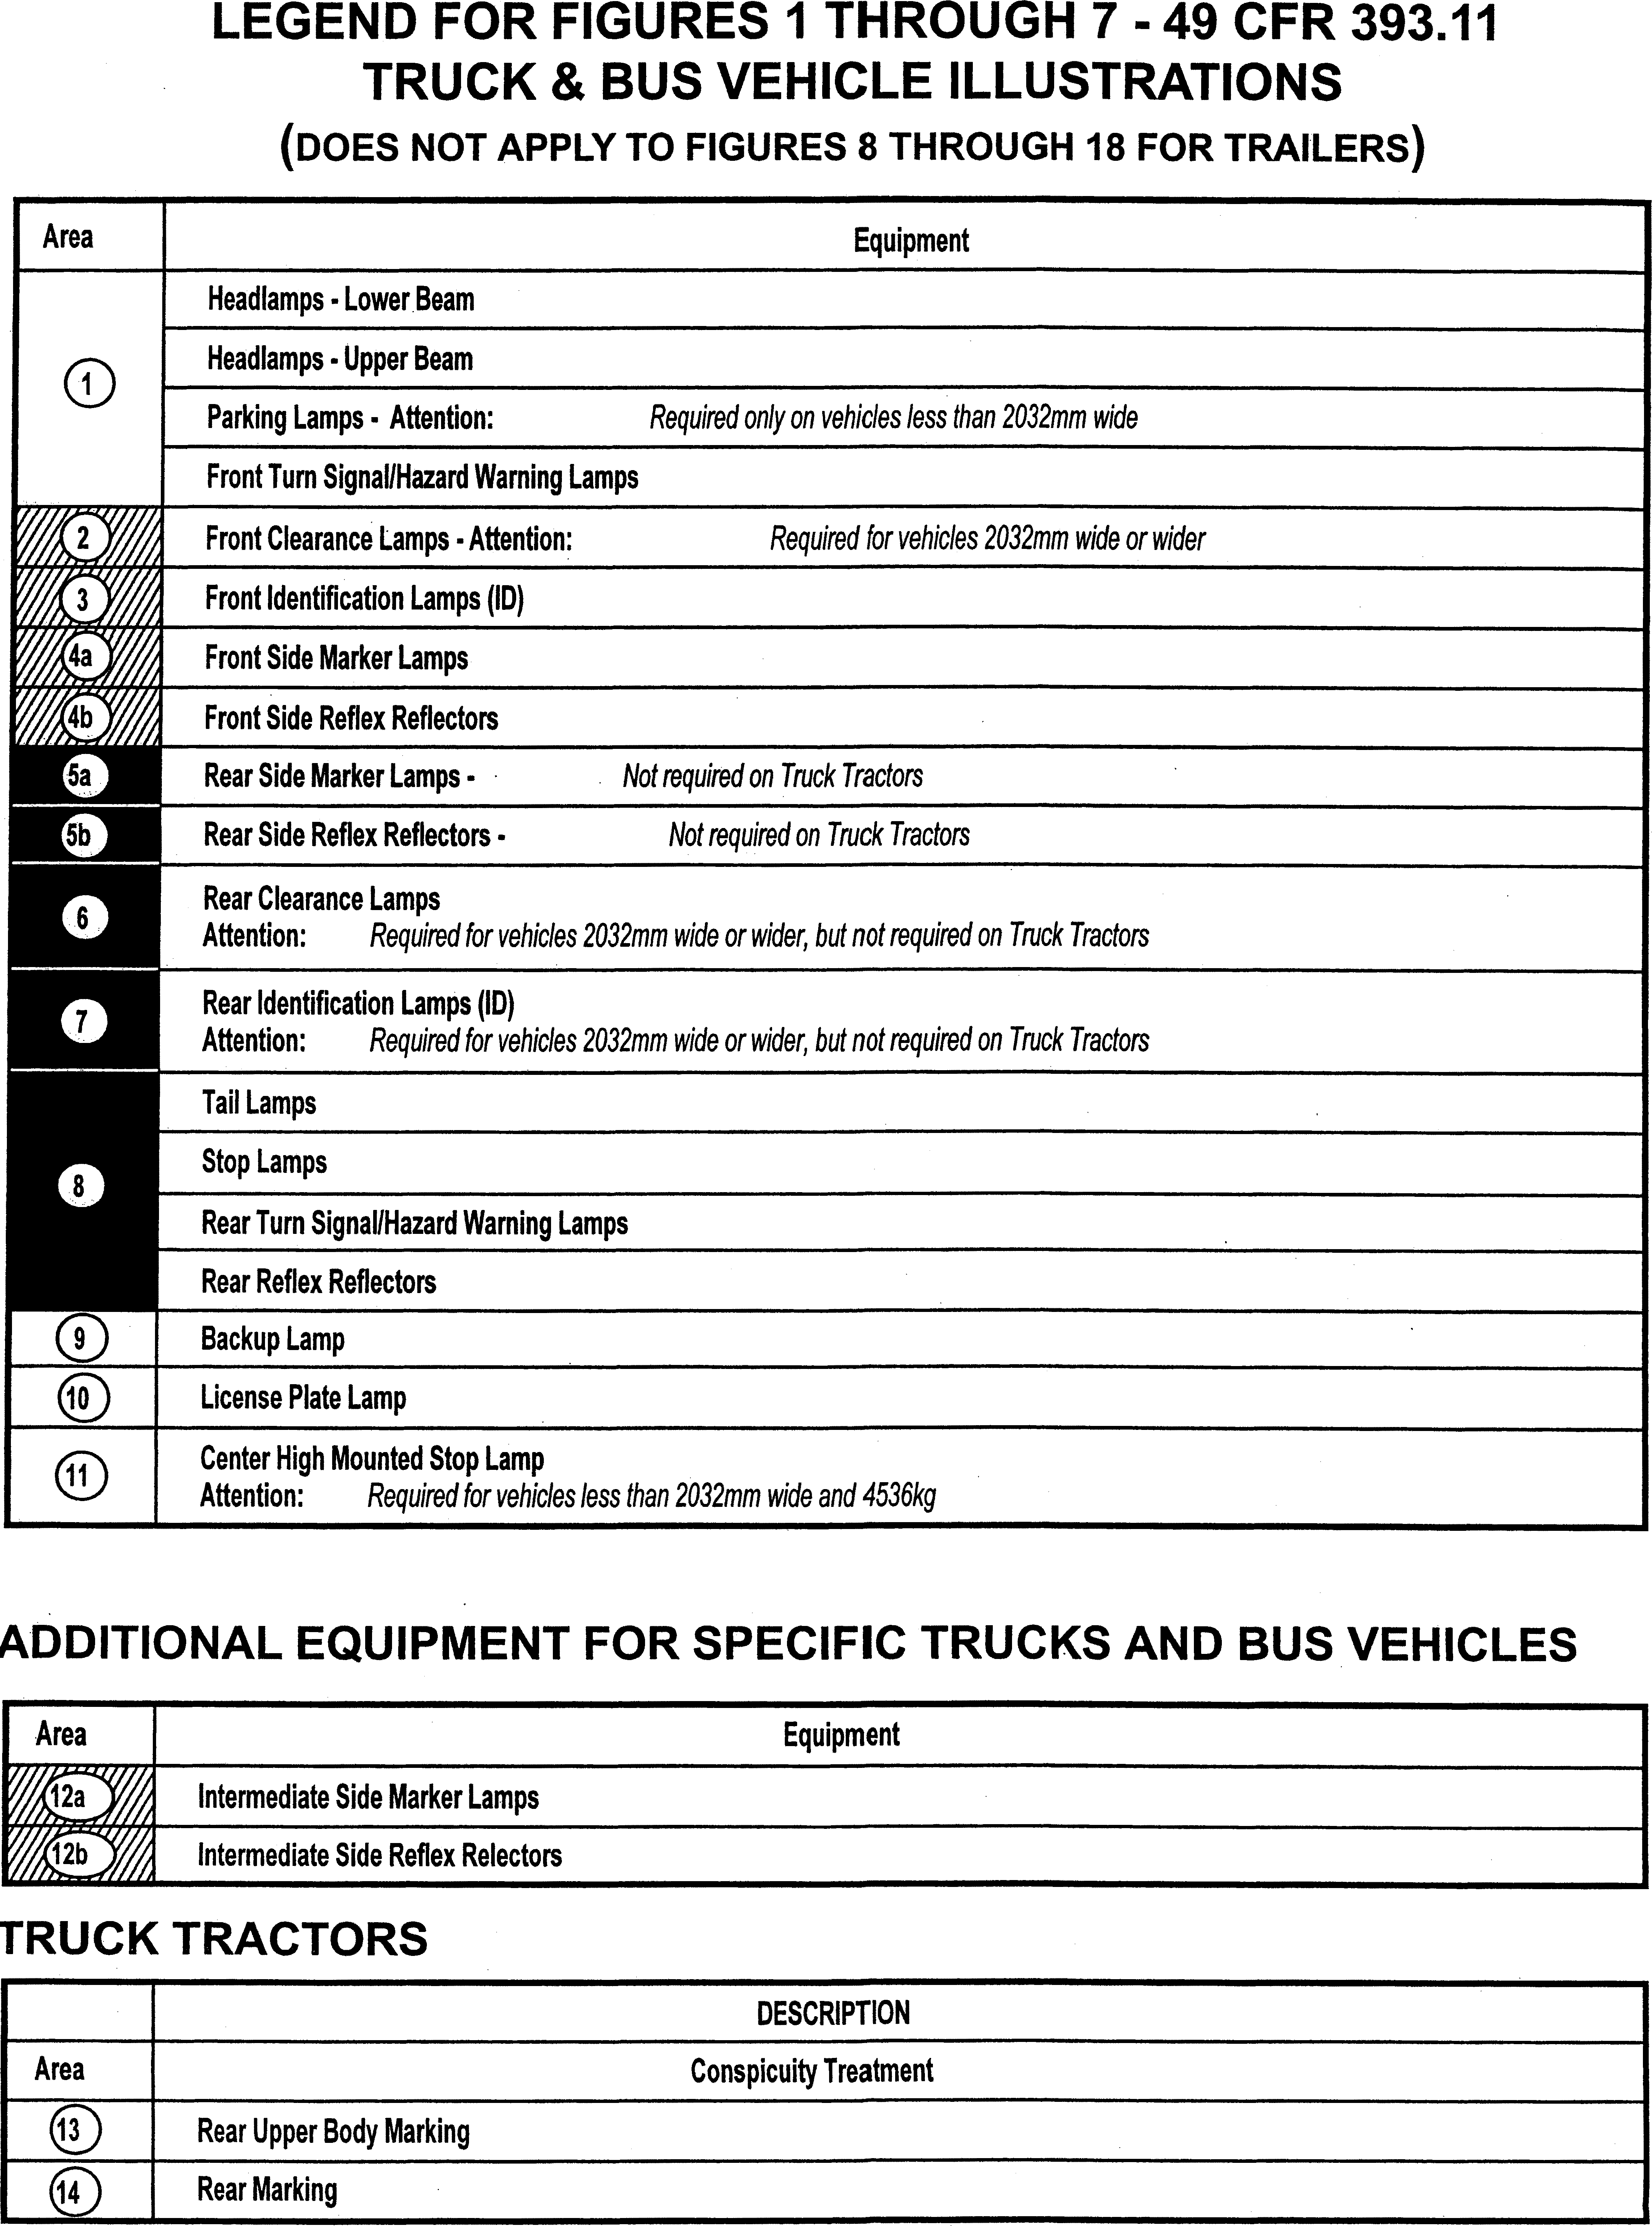 LEGEND FOR FIGURES 1 THROUGH 7 - 49 CFR 393.11
TRUCK & BUS VEHICLE ILLUSTRATIONS
(DOES NOT APPLY TO FIGURES 8 THROUGH 18 FOR TRAILERS)
Area Equipment
1
Headlamps - Lower Beam
Headlamps - Upper Beam
Parking Lamps - Attention: Required only on vehicles less than 2032mm wide
Front Turn Signal/Hazard Warning Lamps
2 Front Clearance Lamps - Attention: Required for vehicles 2032mm wide or wider
3 Front Identification Lamps (ID)
4a Front Side Marker Lamps
4b Front Side Reflex Reflectors
5a Rear Side Marker Lamps - Not required on Truck Tractors
5b Rear Side Reflex Reflectors - Not required on Truck Tractors
6 Rear Clearance Lamps
Attention: Required for vehicles 2032mm wide or wider, but not required on Truck Tractors
7 Rear Identification Lamps (ID)
Attention: Required for vehicles 2032mm wide or wider, but not required on Truck Tractors
8
Tail Lamps
Stop Lamps
Rear Turn Signal/Hazard Warning Lamps
Rear Reflex Reflectors
9 Backup Lamp
10 License Plate Lamp
11 Center High Mounted Stop Lamp
Attention: Required for vehicles less than 2032mm wide and 4536kg
ADDITIONAL EQUIPMENT FOR SPECIFIC TRUCKS AND BUS VEHICLES
Area Equipment
12a Intermediate Side Marker Lamps
12b Intermediate Side Reflex Relectors
TRUCK TRACTORS
DESCRIPTION
Area Conspicuity Treatment
13 Rear Upper Body Marking
14 Rear Marking